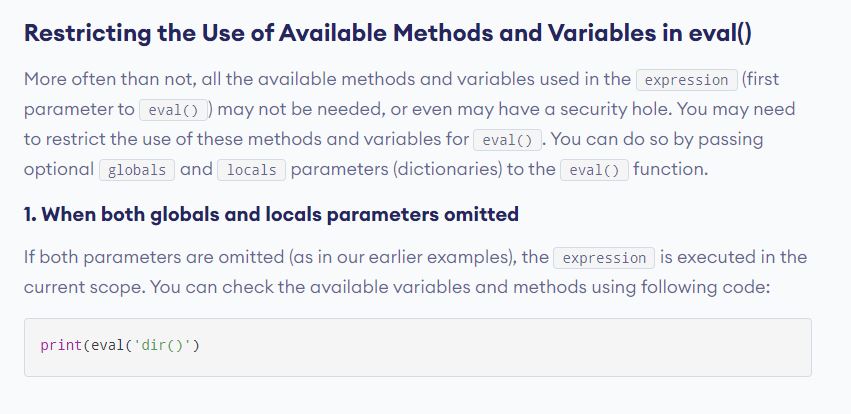 Restricting the Use of Available Methods and Variables in eval()
More often than not, all the available methods and variables used in the expression (first
parameter to eval() ) may not be needed, or even may have a security hole. You may need
to restrict the use of these methods and variables for eval() . You can do so by passing
optional globals and locals parameters (dictionaries) to the eval() function.
1. When both globals and locals parameters omitted
If both parameters are omitted (as in our earlier examples), the expression is executed in the
current scope. You can check the available variables and methods using following code:
print(eval('dir()')